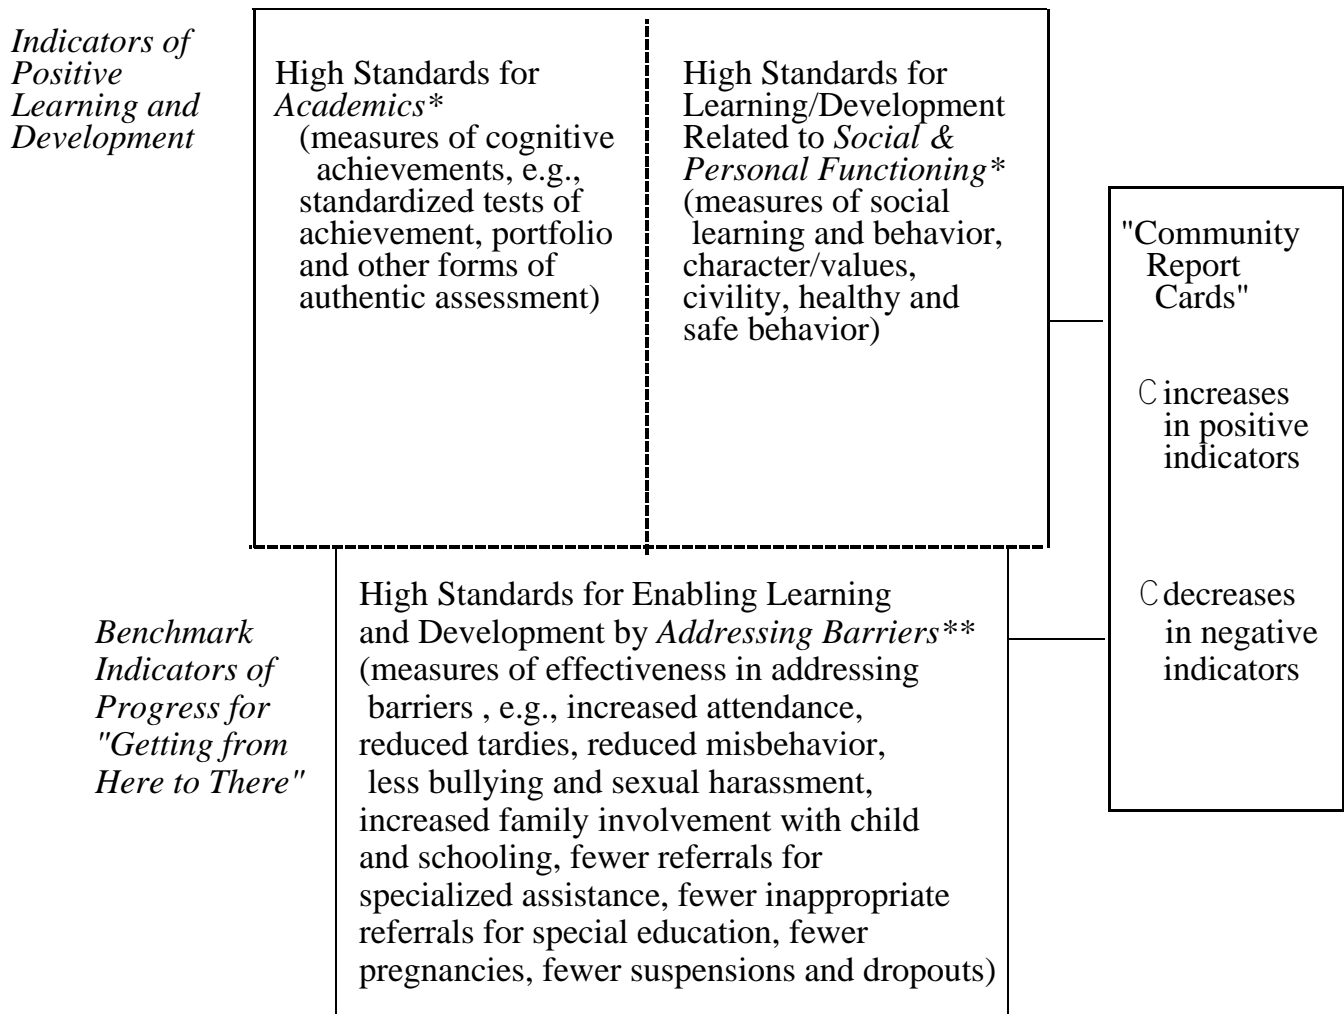 Indicators of
Positive
Learning and
Development
High Standards for
Academics*
(measures of cognitive
achievements, e.g.,
standardized tests of
achievement, portfolio
and other forms of
authentic assessment)
High Standards for
Learning/Development
Related to Social &
Personal Functioning*
(measures of social
learning and behavior,
character/values,
civility, healthy and
safe behavior)
"Community
Report
Cards"
C increases
in positive
indicators
C decreases
in negative
indicators
Benchmark
Indicators of
Progress for
"Getting from
Here to There"
High Standards for Enabling Learning
and Development by Addressing Barriers**
(measures of effectiveness in addressing
barriers , e.g., increased attendance,
reduced tardies, reduced misbehavior,
less bullying and sexual harassment,
increased family involvement with child
and schooling, fewer referrals for
specialized assistance, fewer inappropriate
referrals for special education, fewer
pregnancies, fewer suspensions and dropouts)